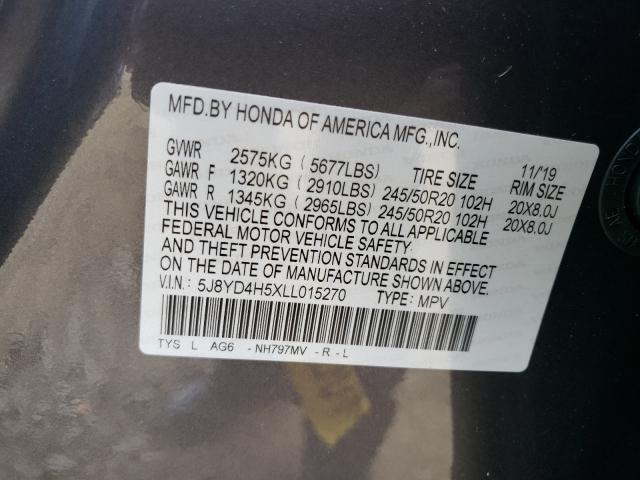 MFD.BY HONDA OF AMERICA MFG.,INC.
11/19
GVWR 2575KG ( 5677LBS) TIRE SIZE RIM SIZE
GAWR F 1320KG ( 2910LBS) 245/50R20 102H 20X8.0J
GAWR R 1345KG ( 2965LBS) 245/50R20 102H 20X8.0J
THIS VEHICLE CONFORMS TO ALL APPLICABLE
FEDERAL MOTOR VEHICLE SAFETY
AND THEFT PREVENTION STANDARDS IN EFFECT
ON THE DATE OF MANUFACTURE SHOWN ABOVE.
V.I.N.: 5J8YD4H5XLL015270 TYPE: MPV
TYS L AG6 -NH797MV -R-L